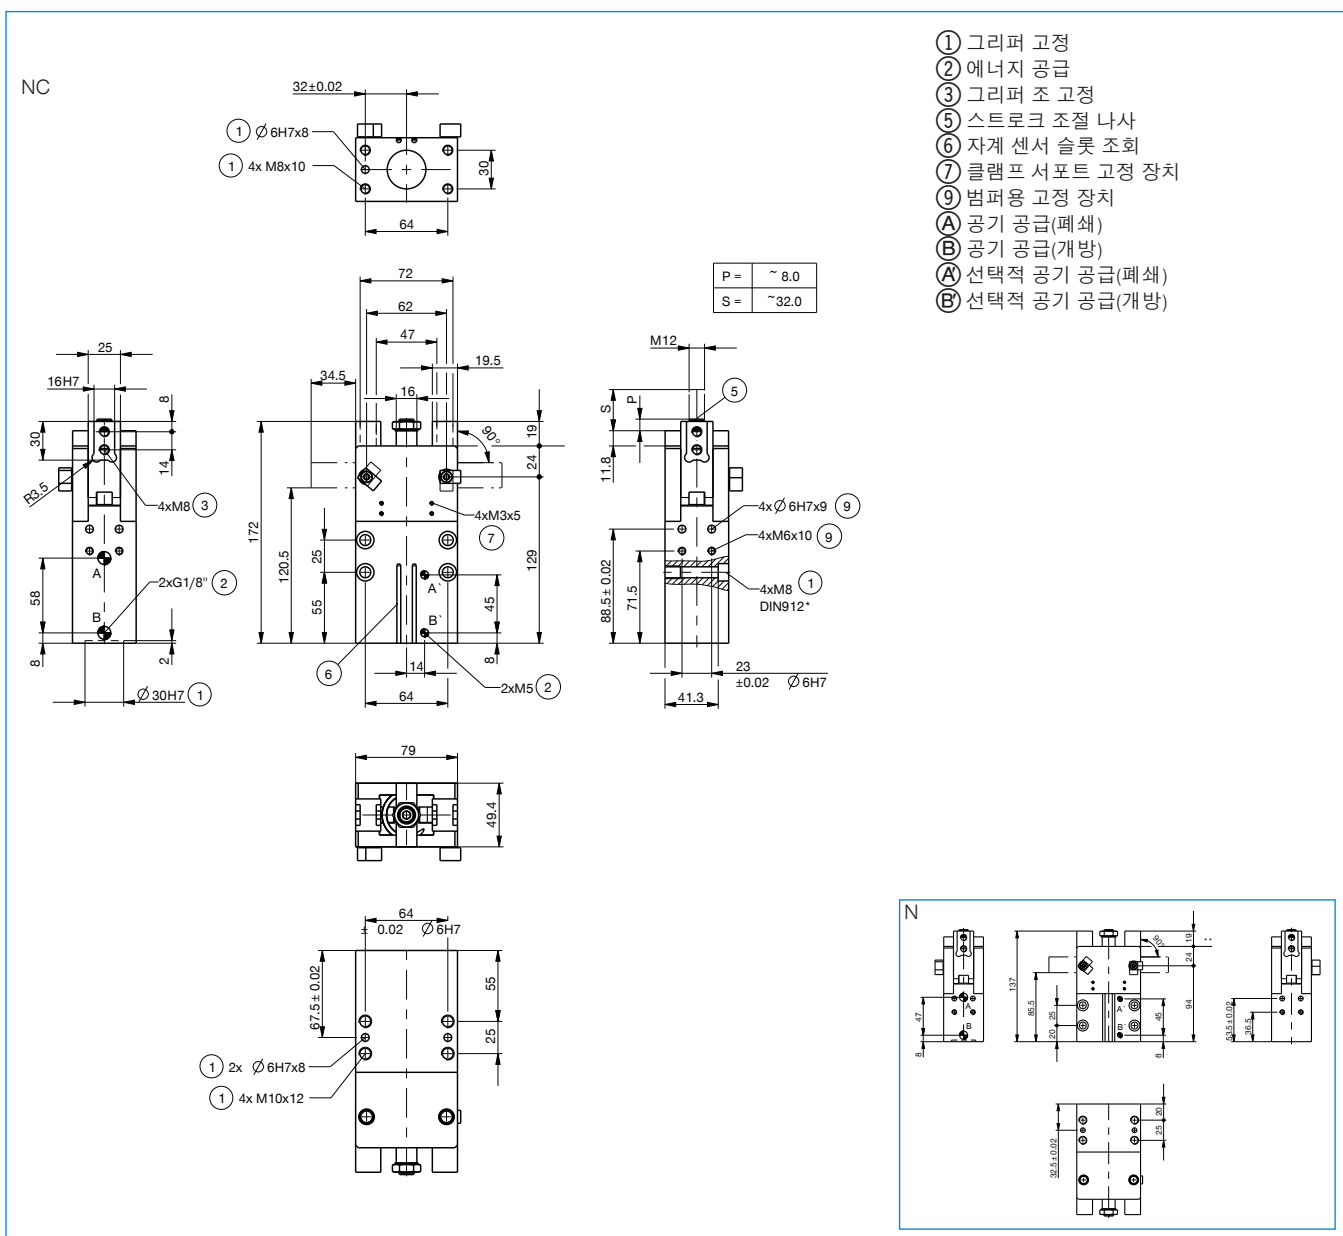 NC
① 그리퍼 고정
② 에너지 공급
③ 그리퍼 조 고정
⑤ 스트로크 조절 나사
⑥ 자계 센서 슬롯 조회
⑦ 클램프 서포트 고정 장치
⑨ 범퍼용 고정 장치
Ⓐ 공기 공급(폐쇄)
Ⓑ 공기 공급(개방)
A' 선택적 공기 공급(폐쇄)
B' 선택적 공기 공급(개방)
32±0.02
① Ø 6H7x8
① 4x M8x10
30
64
P = ~ 8.0
S = ~32.0
25
16H7
8
30
14
R3.5
4xM8 ③
A
2xG1/8" ②
B
58
8
2
Ø 30H7 ①
72
62
47
19.5
34.5
16
90°
19
24
172
120.5
4xM3x5
⑦
25
129
A`
55
45
B`
⑥
14
8
2xM5 ②
64
M12
S
P
⑤
11.8
4x Ø 6H7x9 ⑨
4xM6x10 ⑨
88.5 ± 0.02
71.5
4xM8 ①
DIN912*
23
±0.02 Ø 6H7
41.3
79
49.4
64
± 0.02 Ø 6H7
67.5 ± 0.02
55
25
① 2x Ø 6H7x8
① 4x M10x12
N
47
A
B
8
137
85.5
25
20
90°
19
24
A`
B`
45
94
8
53.5 ± 0.02
36.5
32.5 ± 0.02
20
25